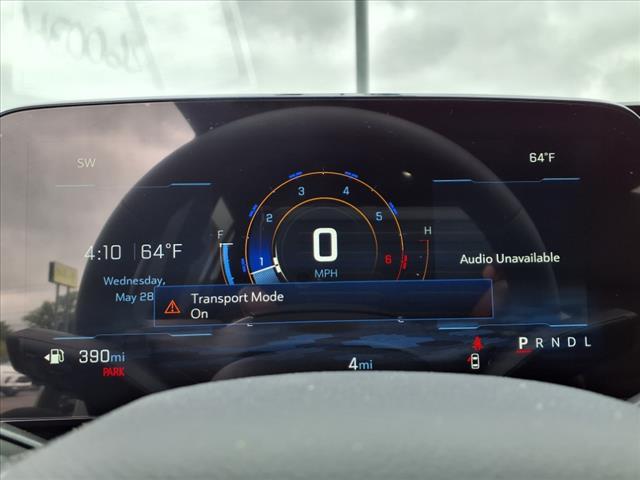 SW
64°F
4:10 64°F
Wednesday,
May 28
F
H
1 2 3 4 5 6
0
MPH
Audio Unavailable
Transport Mode
On
E
C
390mi
PARK
4mi
P R N D L